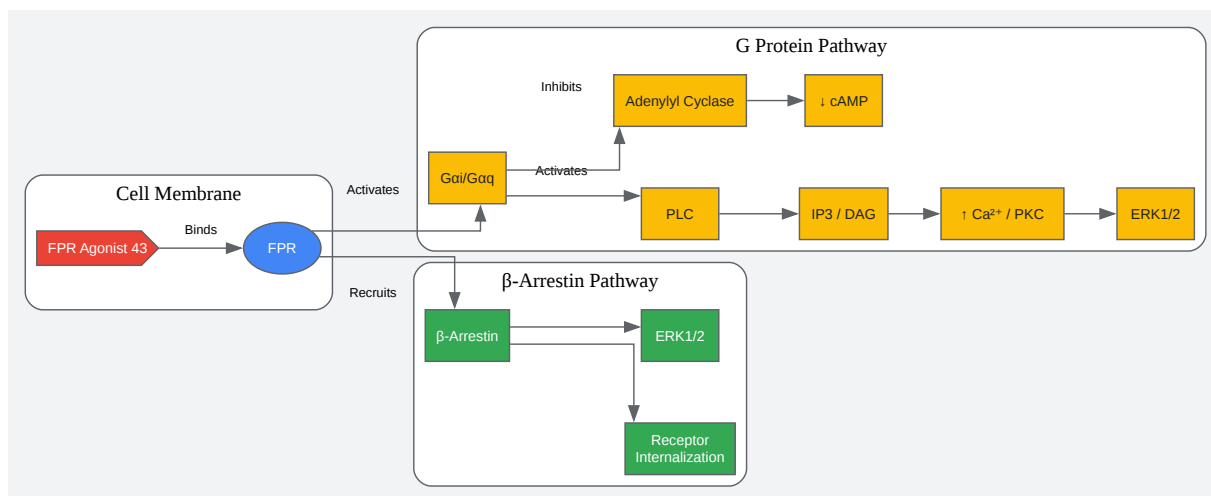 G Protein Pathway
Inhibits
Adenylyl Cyclase
↓ cAMP
Gαi/Gαq
Activates
Activates
PLC
IP3 / DAG
↑ Ca²⁺ / PKC
ERK1/2
Cell Membrane
FPR Agonist 43
Binds
FPR
Recruits
β-Arrestin Pathway
β-Arrestin
ERK1/2
Receptor
Internalization